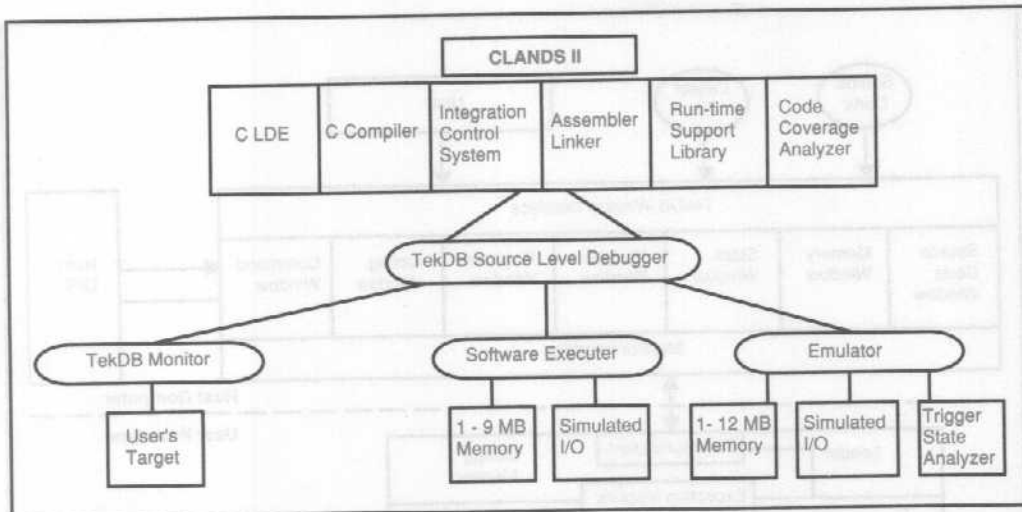 CLANDS II
C LDE
C Compiler
Integration
Control
System
Assembler
Linker
Run-time
Support
Library
Code
Coverage
Analyzer
TekDB Source Level Debugger
TekDB Monitor
Software Executer
Emulator
User's
Target
1 - 9 MB
Memory
Simulated
I/O
1- 12 MB
Memory
Simulated
I/O
Trigger
State
Analyzer